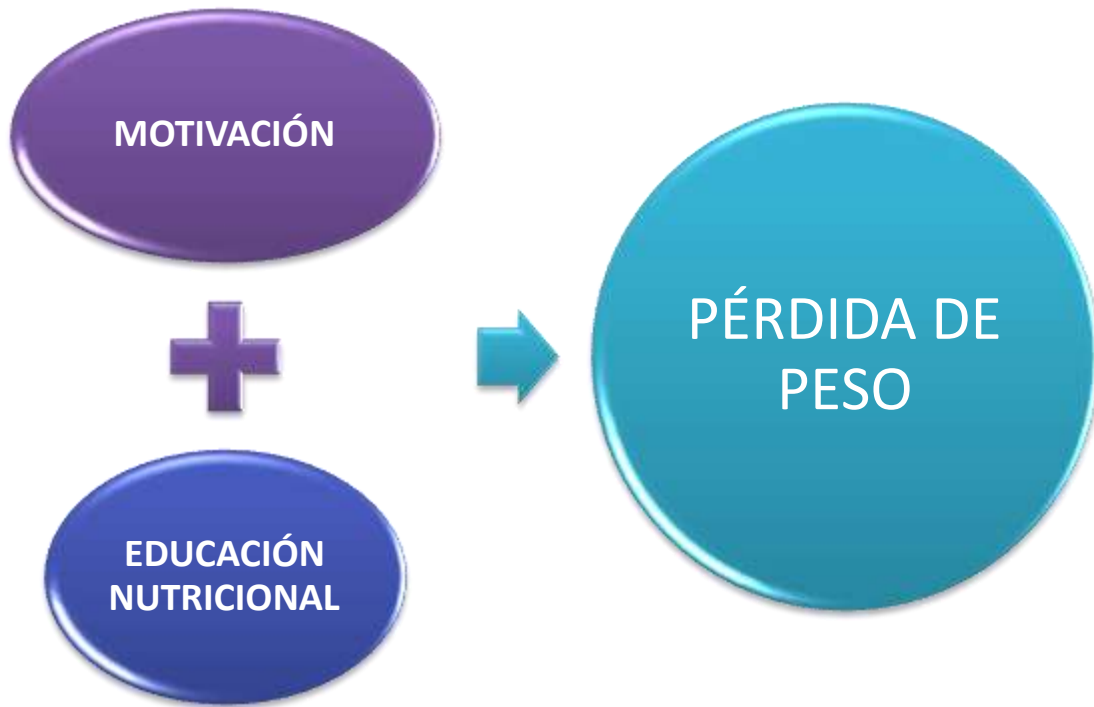 MOTIVACIÓN
EDUCACIÓN
NUTRICIONAL
PÉRDIDA DE
PESO